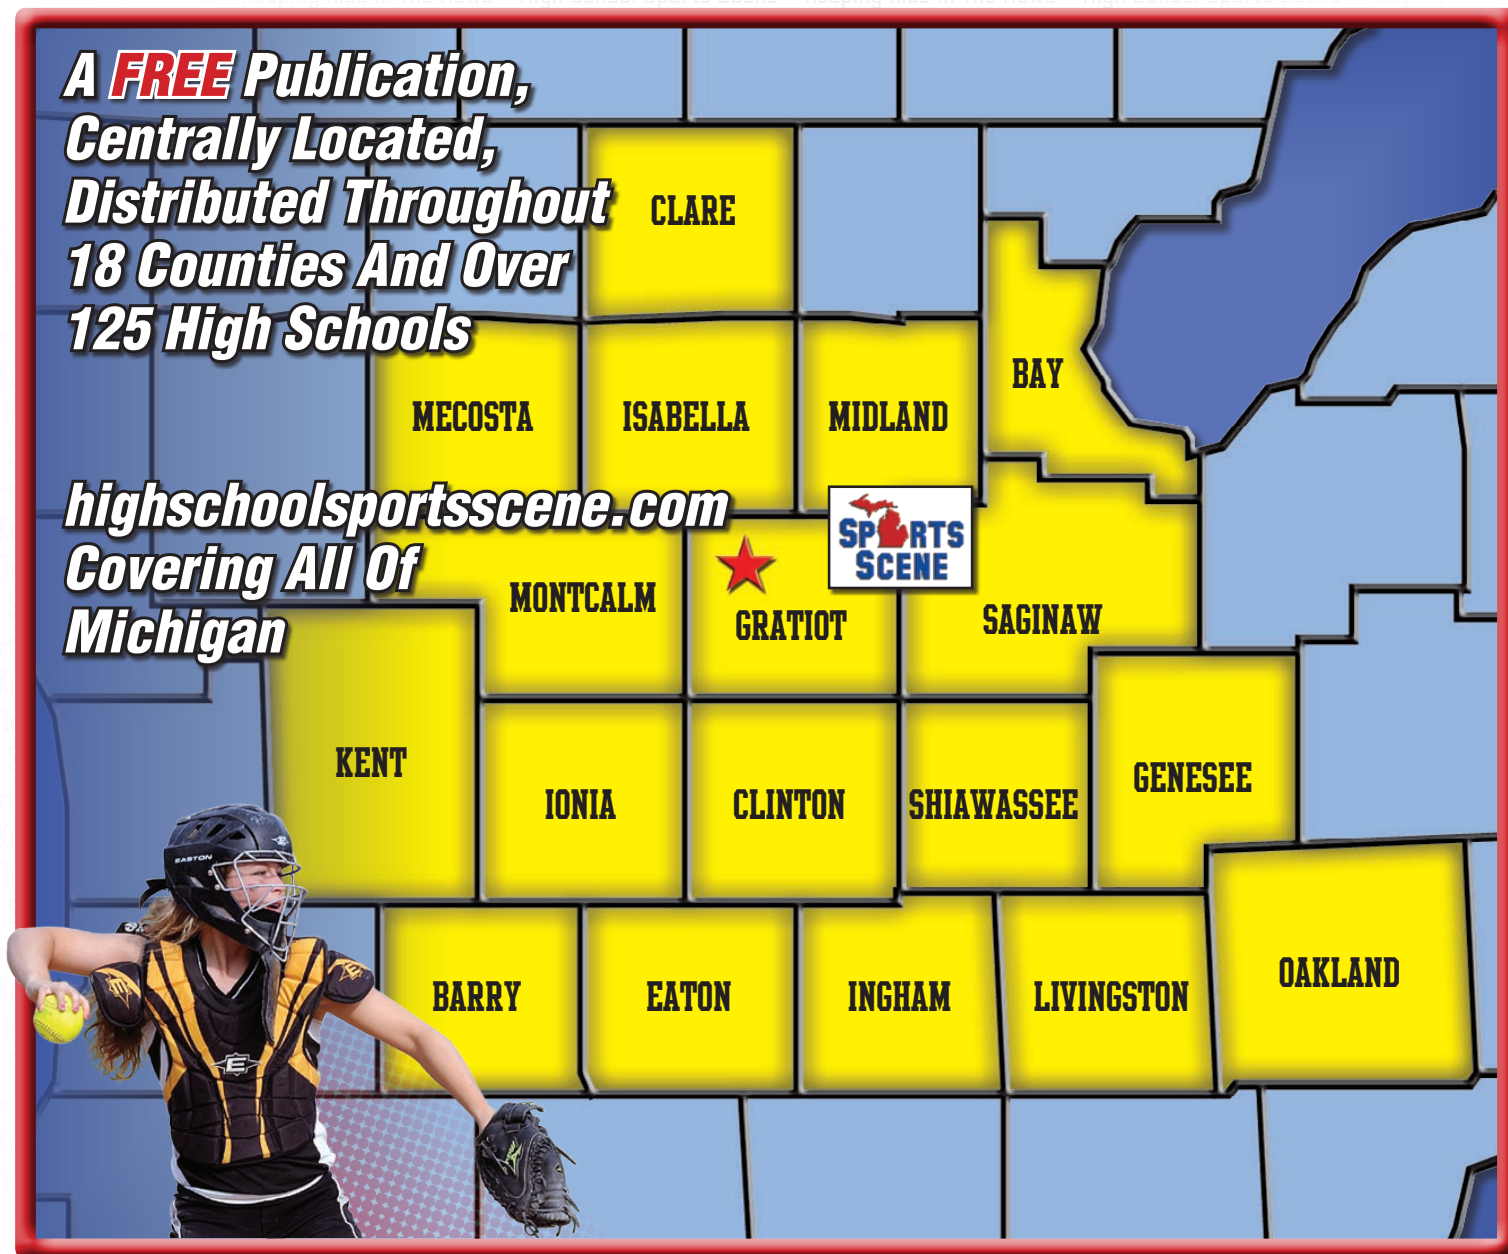 A FREE Publication,
Centrally Located,
Distributed Throughout
18 Counties And Over
125 High Schools
highschoolsportsscene.com
Covering All Of
Michigan
CLARE
BAY
MECOSTA
ISABELLA
MIDLAND
SPORTS
SCENE
MONTCALM
GRATIOT
SAGINAW
KENT
IONIA
CLINTON
SHIAWASSEE
GENESEE
BARRY
EATON
INGHAM
LIVINGSTON
OAKLAND
EASTON
E
E
E